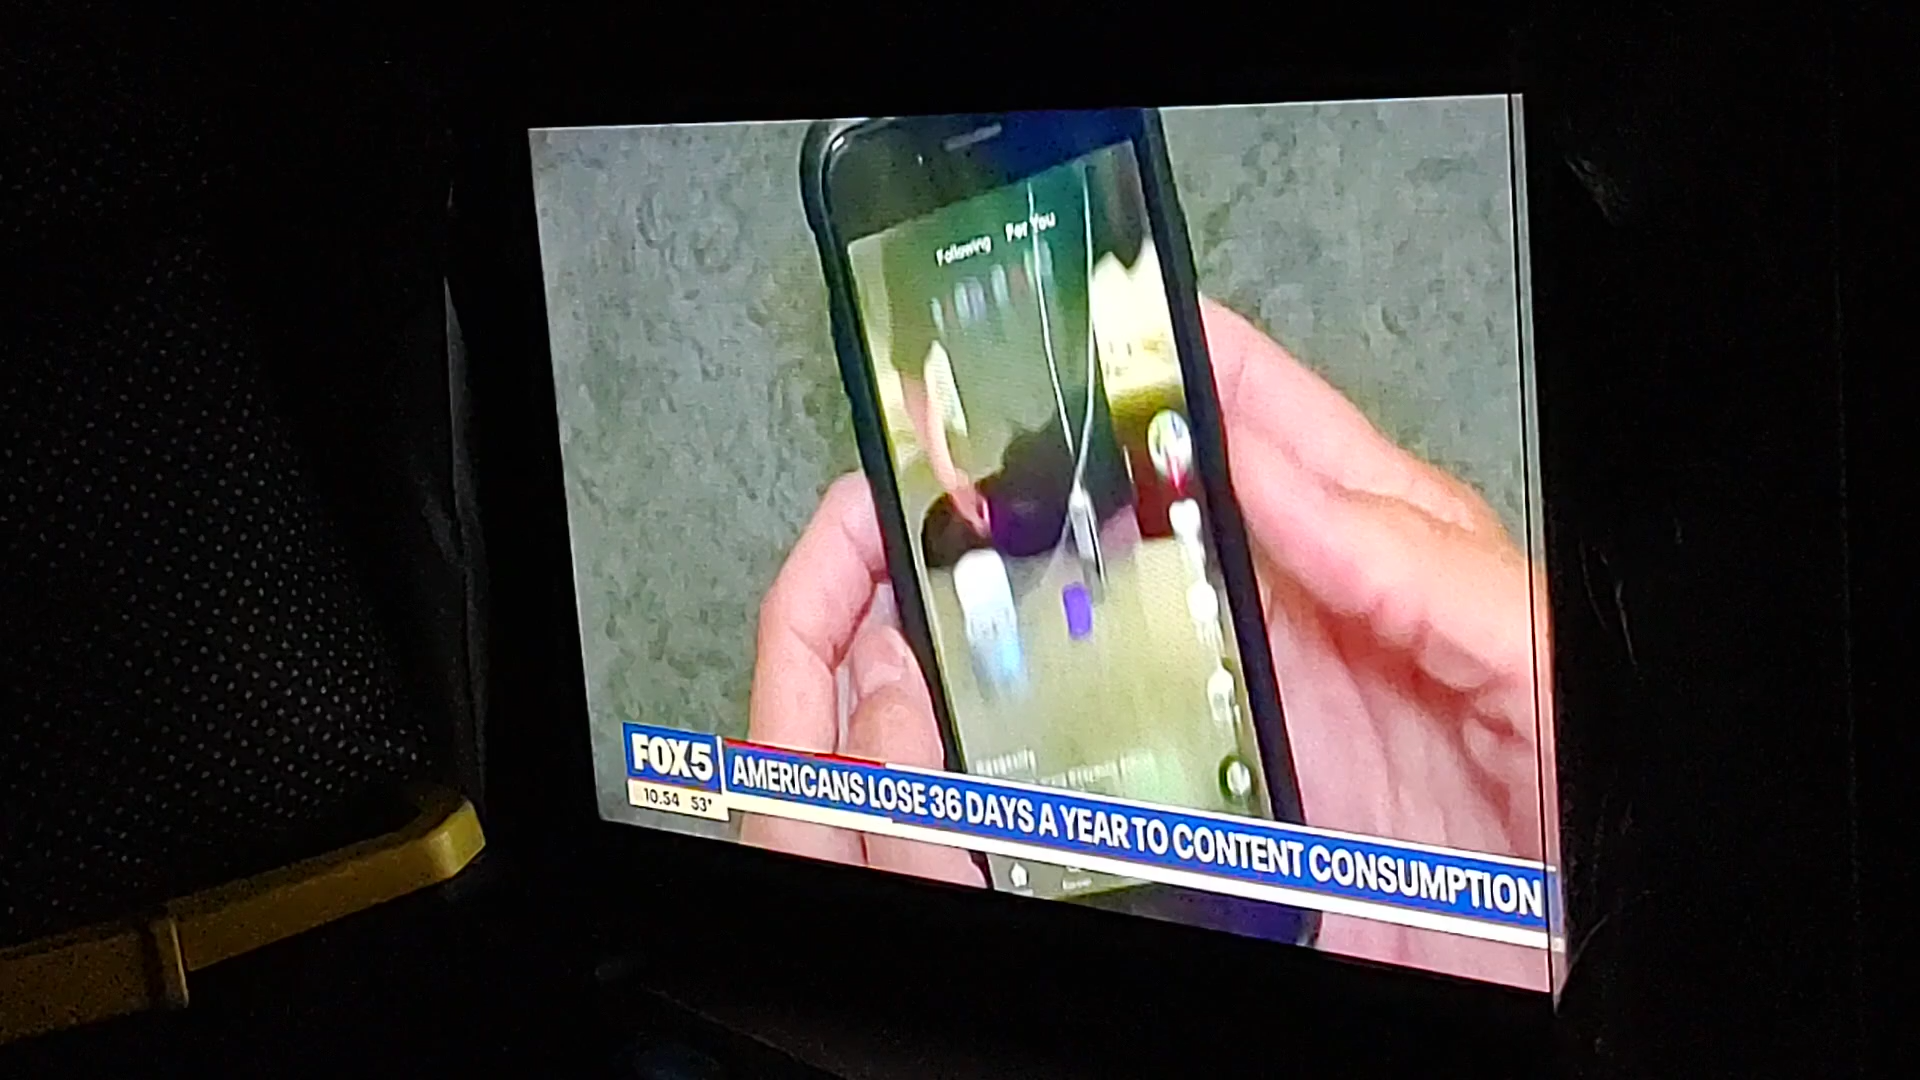 Following For You
FOX5
AMERICANS LOSE 36 DAYS A YEAR TO CONTENT CONSUMPTION
10:54 53°